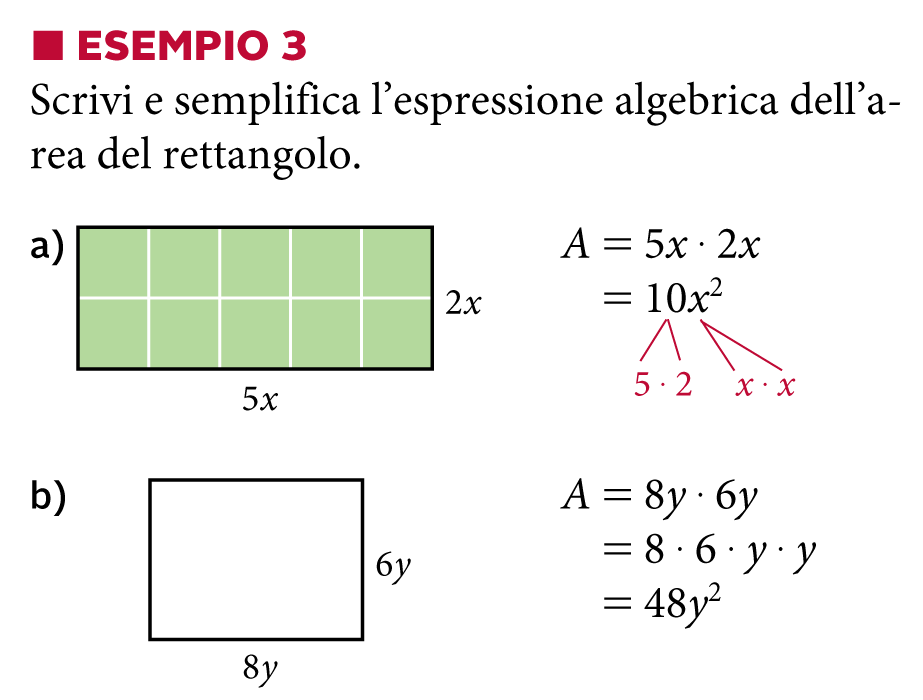 ■ ESEMPIO 3
Scrivi e semplifica l'espressione algebrica dell'a-
rea del rettangolo.
a)
2x
5x
A = 5x · 2x
= 10x²
5 · 2 x · x
b)
6y
8y
A = 8y · 6y
= 8 · 6 · y · y
= 48y²